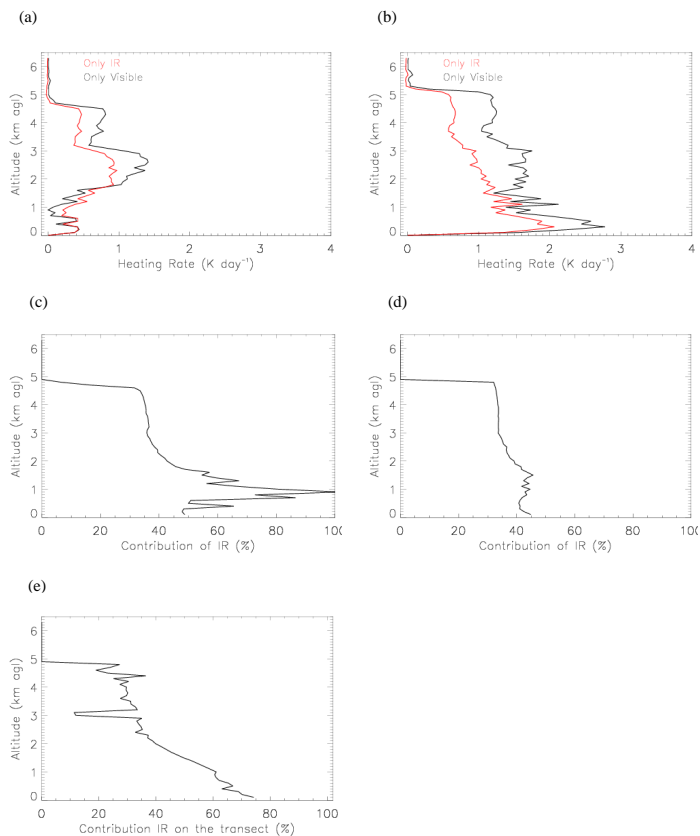 (a)
(b)
Only IR
Only Visible
6
5
4
3
2
1
0
Altitude (km agl)
0 1 2 3 4
Heating Rate (K day⁻¹)
Only IR
Only Visible
6
5
4
3
2
1
0
Altitude (km agl)
0 1 2 3 4
Heating Rate (K day⁻¹)
(c)
(d)
6
5
4
3
2
1
0
Altitude (km agl)
0 20 40 60 80 100
Contribution of IR (%)
6
5
4
3
2
1
0
Altitude (km agl)
0 20 40 60 80 100
Contribution of IR (%)
(e)
6
5
4
3
2
1
0
Altitude (km agl)
0 20 40 60 80 100
Contribution IR on the transect (%)